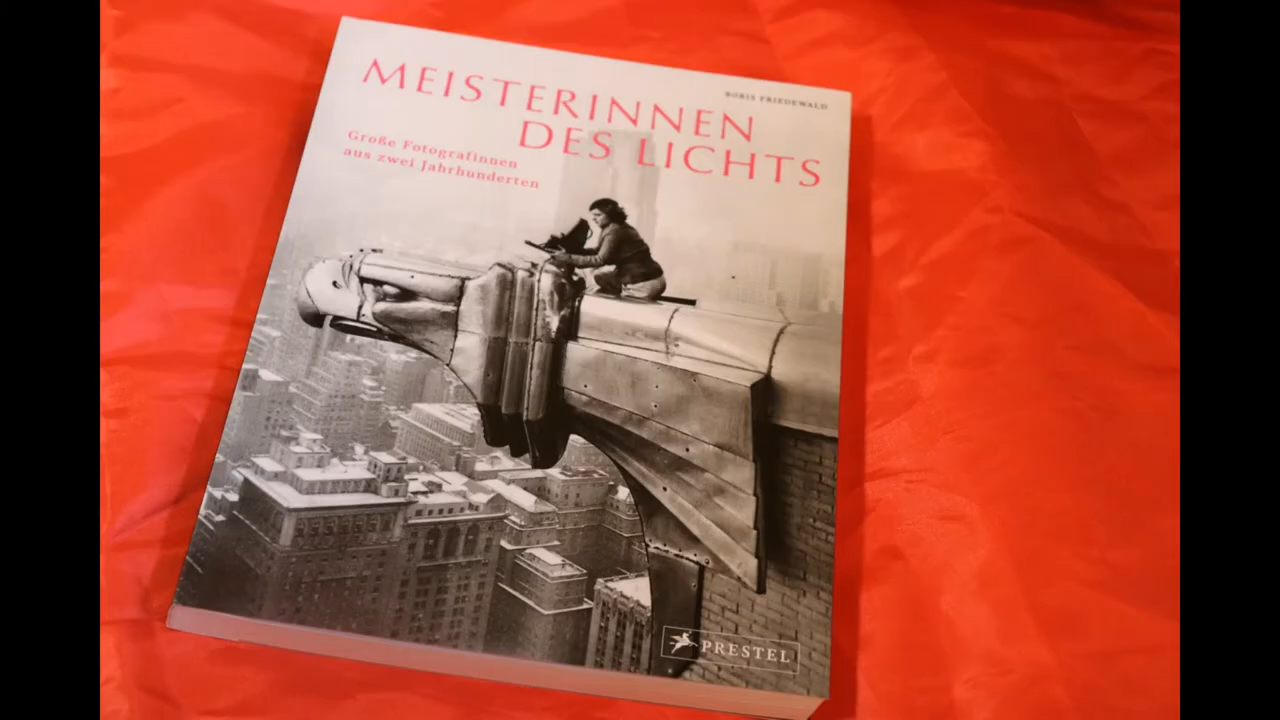 BORIS FRIEDEWALD
MEISTERINNEN
DES LICHTS
Große Fotografinnen
aus zwei Jahrhunderten
PRESTEL